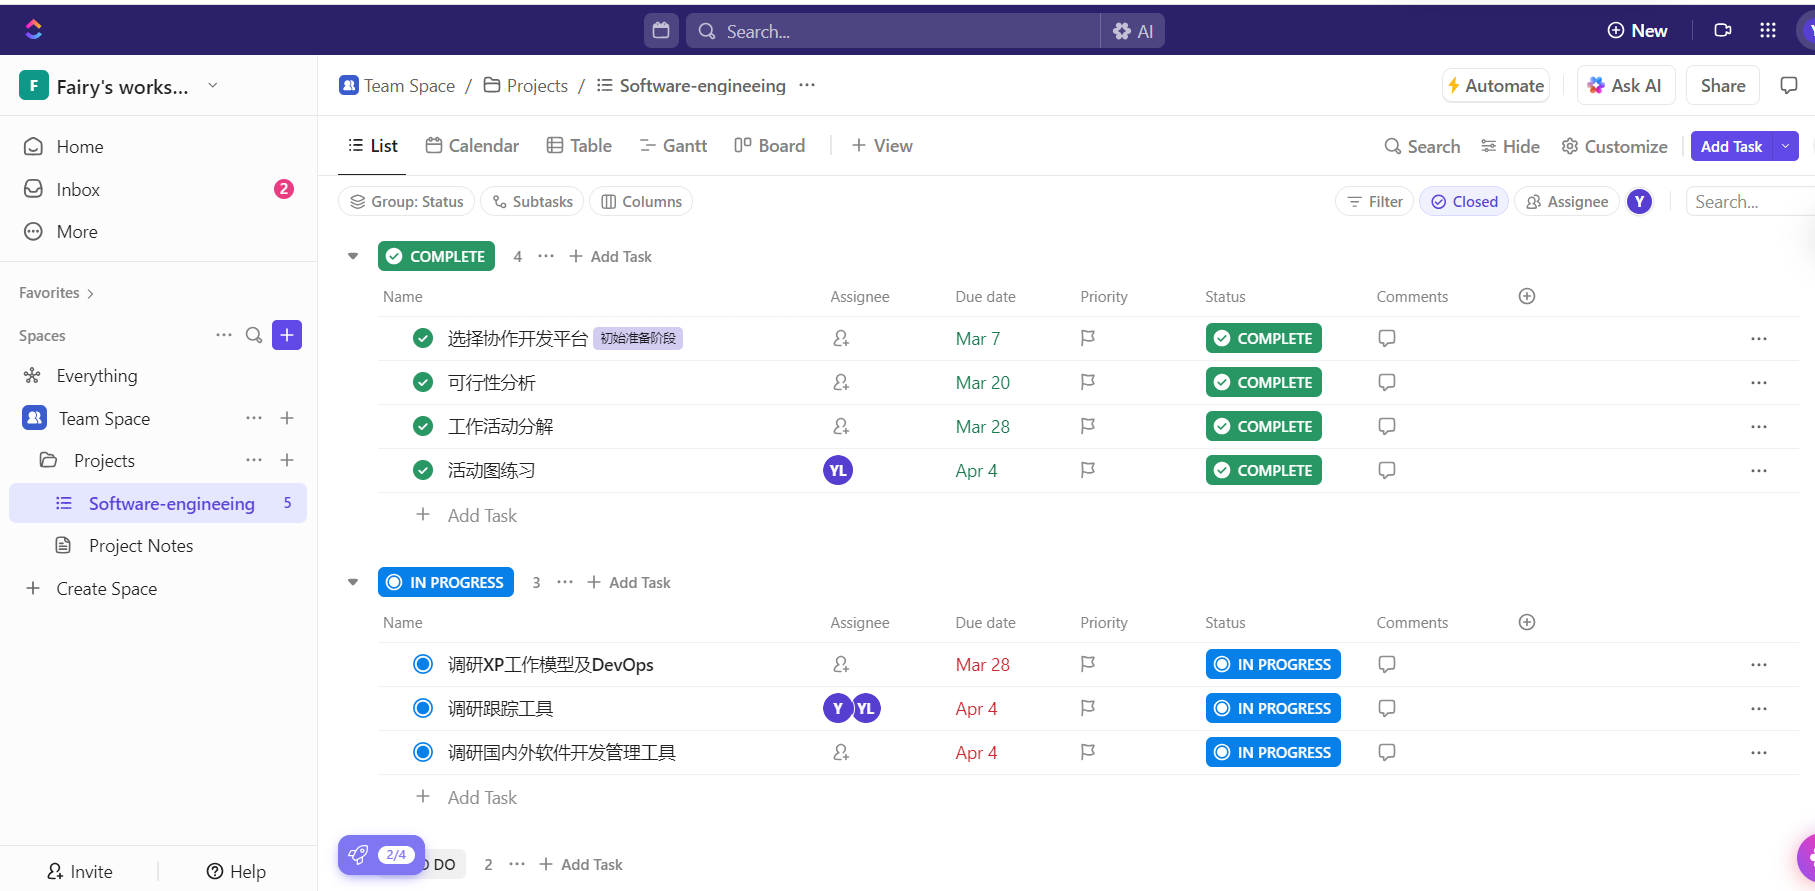 Search...
AI
New
F
Fairy's works...
Team Space / Projects / Software-engineeing
Automate
Ask AI
Share
Home
Inbox 2
More
Favorites
Spaces
Everything
Team Space
Projects
Software-engineeing 5
Project Notes
Create Space
Invite
Help
List Calendar Table Gantt Board View
Search Hide Customize Add Task
Group: Status Subtasks Columns
Filter Closed Assignee Y Search...
COMPLETE 4 ... Add Task
Name Assignee Due date Priority Status Comments
选择协作开发平台 初始准备阶段 Mar 7 COMPLETE
可行性分析 Mar 20 COMPLETE
工作活动分解 Mar 28 COMPLETE
活动图练习 YL Apr 4 COMPLETE
Add Task
IN PROGRESS 3 ... Add Task
Name Assignee Due date Priority Status Comments
调研XP工作模型及DevOps Mar 28 IN PROGRESS
调研跟踪工具 Y YL Apr 4 IN PROGRESS
调研国内外软件开发管理工具 Apr 4 IN PROGRESS
Add Task
2/4
DO 2 ... Add Task